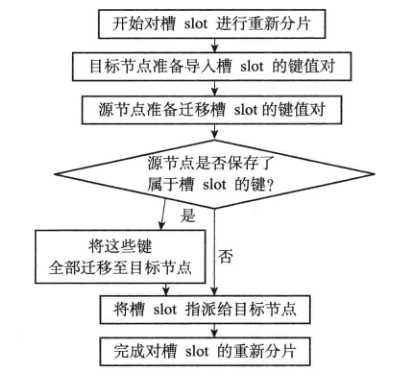 开始对槽 slot 进行重新分片
目标节点准备导入槽 slot 的键值对
源节点准备迁移槽 slot的键值对
源节点是否保存了
属于槽 slot 的键?
是
将这些键
全部迁移至目标节点
否
将槽 slot 指派给目标节点
完成对槽 slot 的重新分片